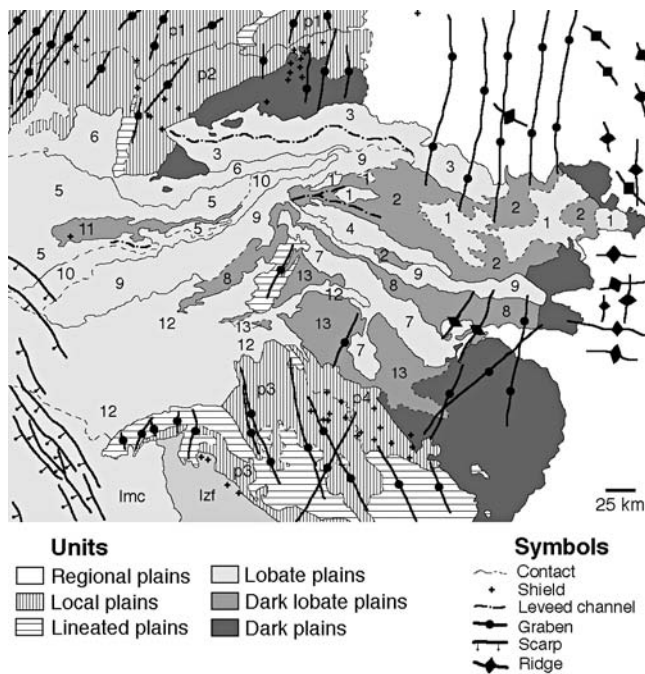 p1 p1
p2
3
6
3 9 3
6
10 1 1
5 5 1 2
9 1 2 2 1
11 5 4 1
5 7 2
10 8 13 9 2
9 8 9
12
8
12 13 13 7
12 7
p3 13
p4
12
p3
lmc lzf
25 km
Units
Regional plains
Local plains
Lineated plains
Lobate plains
Dark lobate plains
Dark plains
Symbols
Contact
Shield
Leveed channel
Graben
Scarp
Ridge